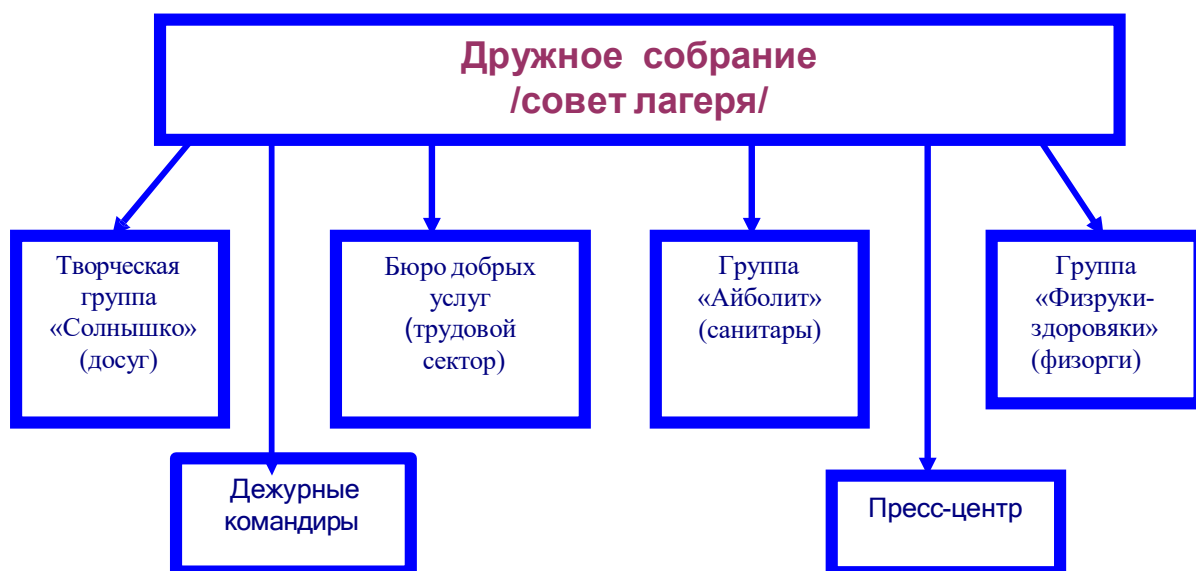 Дружное собрание
/совет лагеря/
Творческая
группа
«Солнышко»
(досуг)
Бюро добрых
услуг
(трудовой
сектор)
Группа
«Айболит»
(санитары)
Группа
«Физруки-
здоровяки»
(физорги)
Дежурные
командиры
Пресс-центр